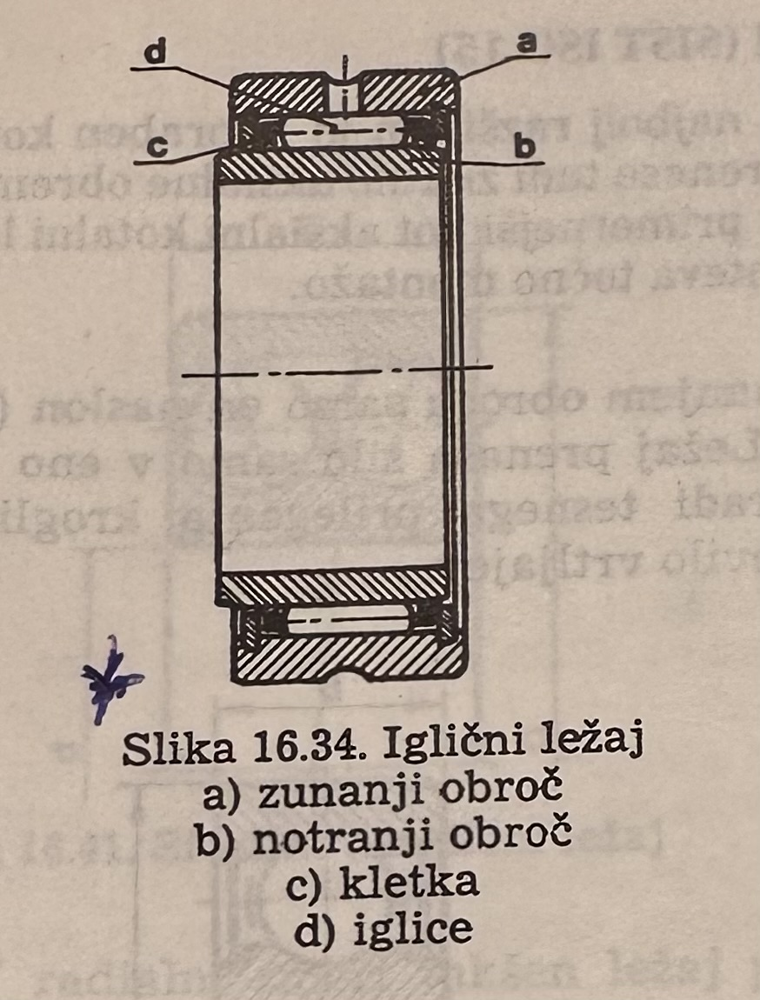 d
a
c
b
Slika 16.34. Iglični ležaj
a) zunanji obroč
b) notranji obroč
c) kletka
d) iglice